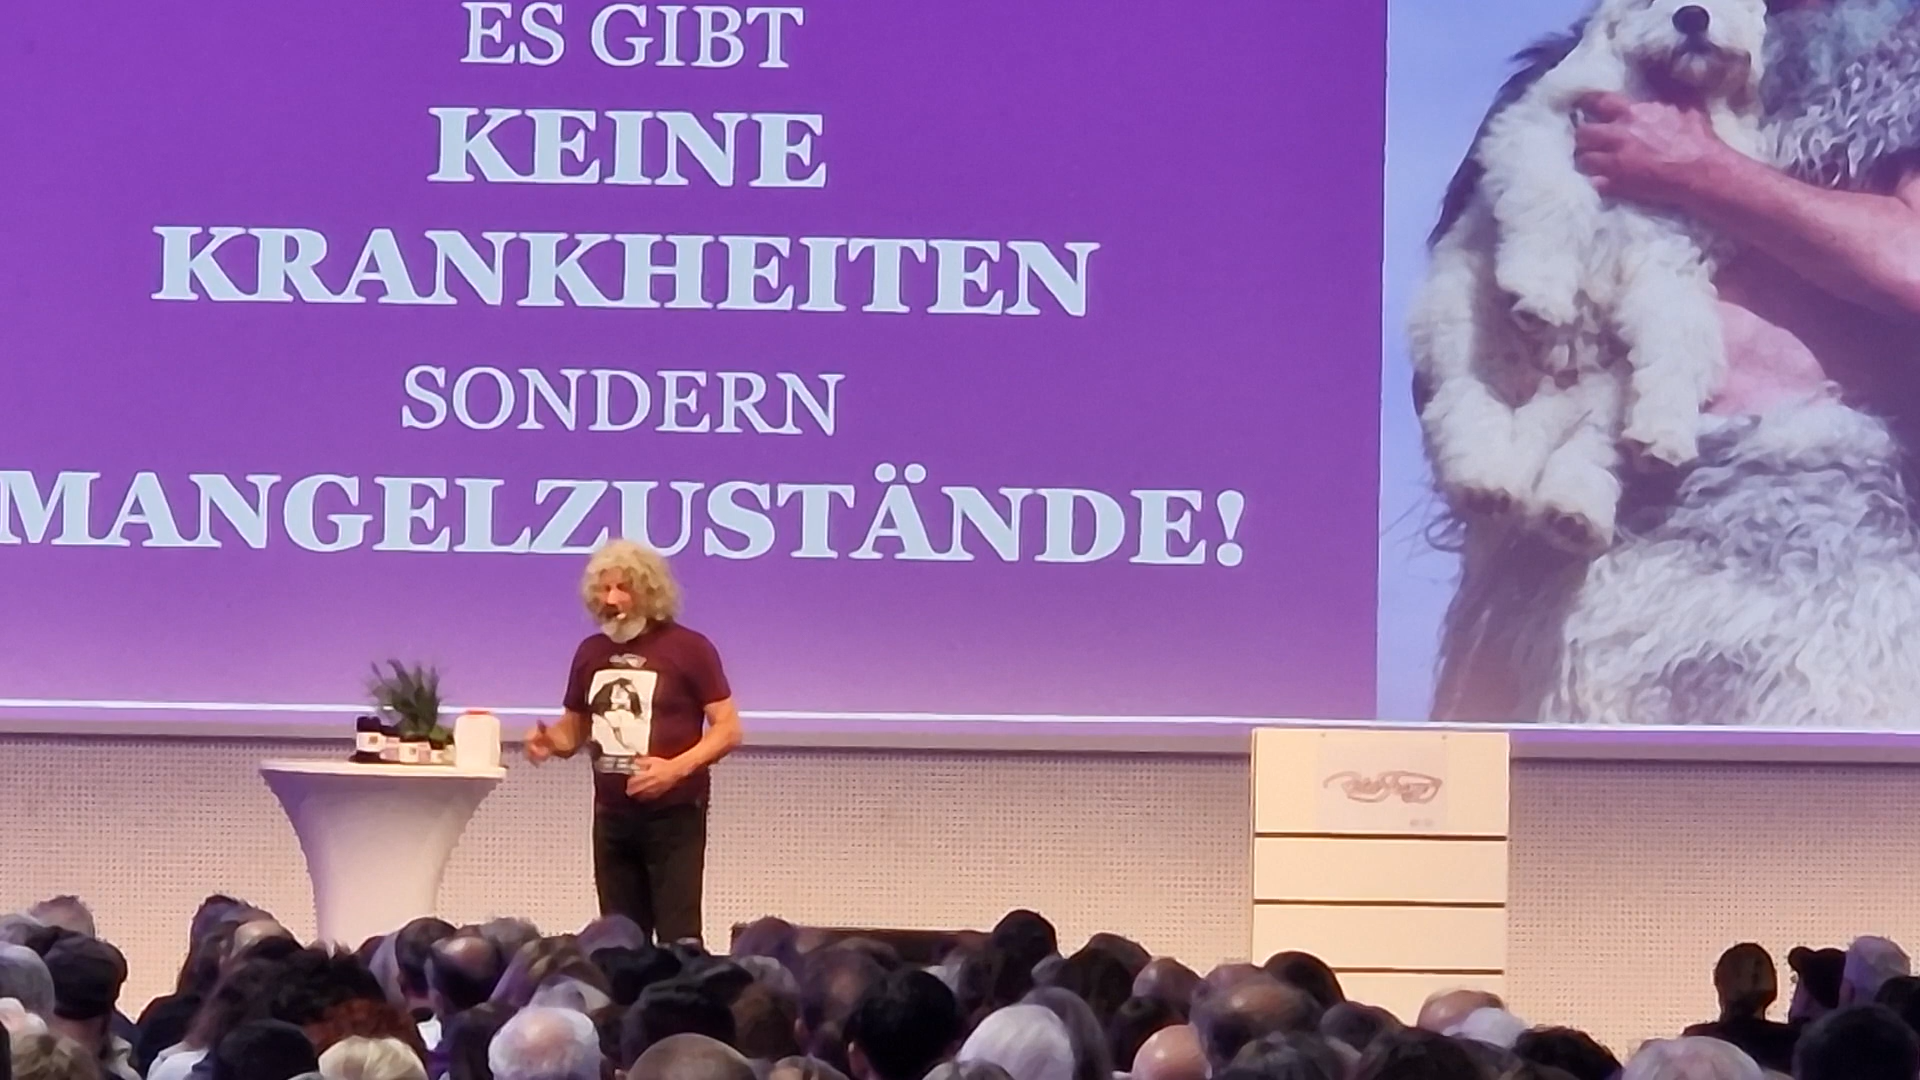 ES GIBT
KEINE
KRANKHEITEN
SONDERN
MANGELZUSTÄNDE!